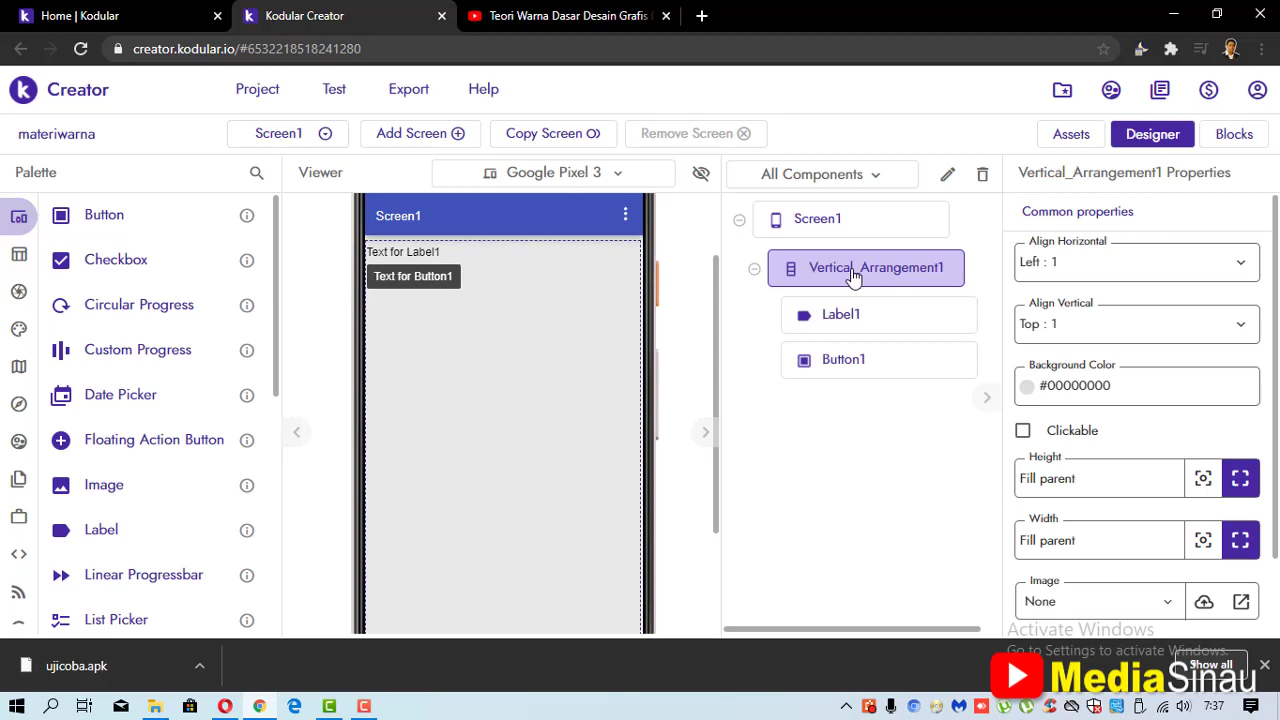 Home | Kodular
Kodular Creator
Teori Warna Dasar Desain Grafis
creator.kodular.io/#6532218518241280
Creator
Project
Test
Export
Help
materiwarna
Screen1
Add Screen
Copy Screen
Remove Screen
Assets
Designer
Blocks
Palette
Viewer
Google Pixel 3
All Components
Vertical_Arrangement1 Properties
Button
Checkbox
Circular Progress
Custom Progress
Date Picker
Floating Action Button
Image
Label
Linear Progressbar
List Picker
Screen1
Text for Label1
Text for Button1
Screen1
Vertical_Arrangement1
Label1
Button1
Common properties
Align Horizontal
Left : 1
Align Vertical
Top : 1
Background Color
#00000000
Clickable
Height
Fill parent
Width
Fill parent
Image
None
Activate Windows
Go to Settings to activate Windows.
ujicoba.apk
Show all
MediaSinau
7:37